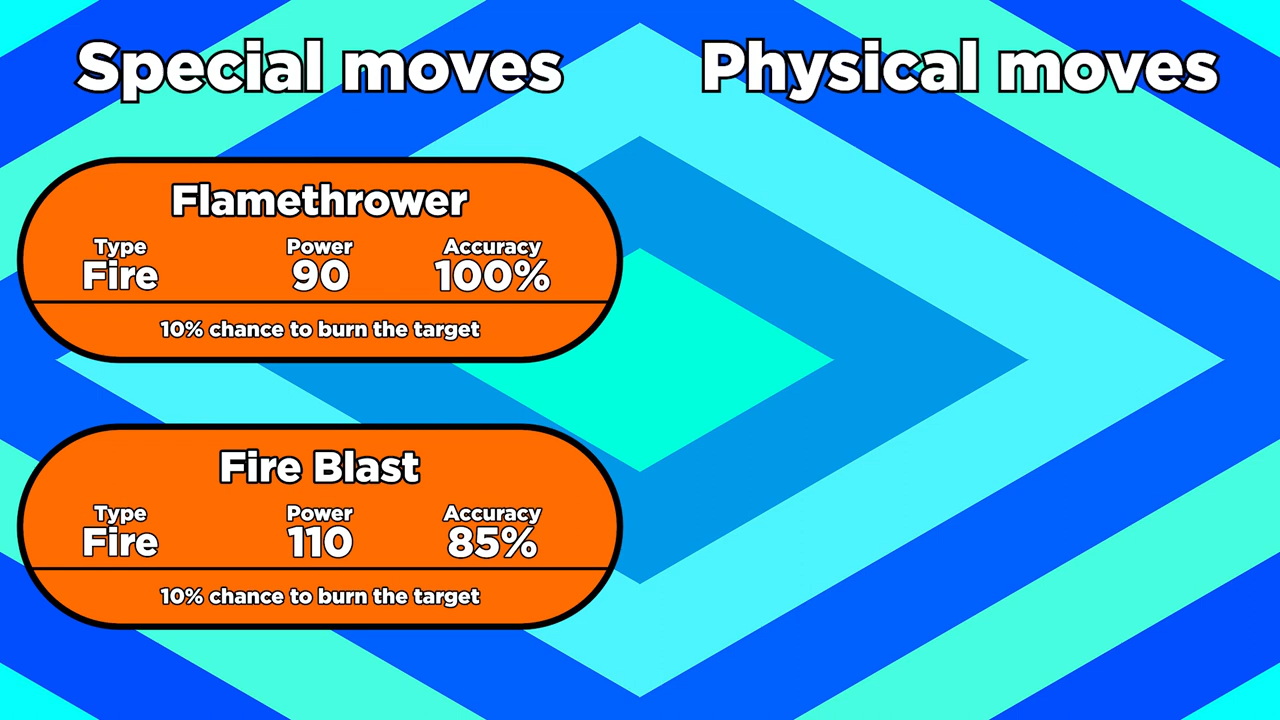 Special moves
Physical moves
Flamethrower
Type Power Accuracy
Fire 90 100%
10% chance to burn the target
Fire Blast
Type Power Accuracy
Fire 110 85%
10% chance to burn the target